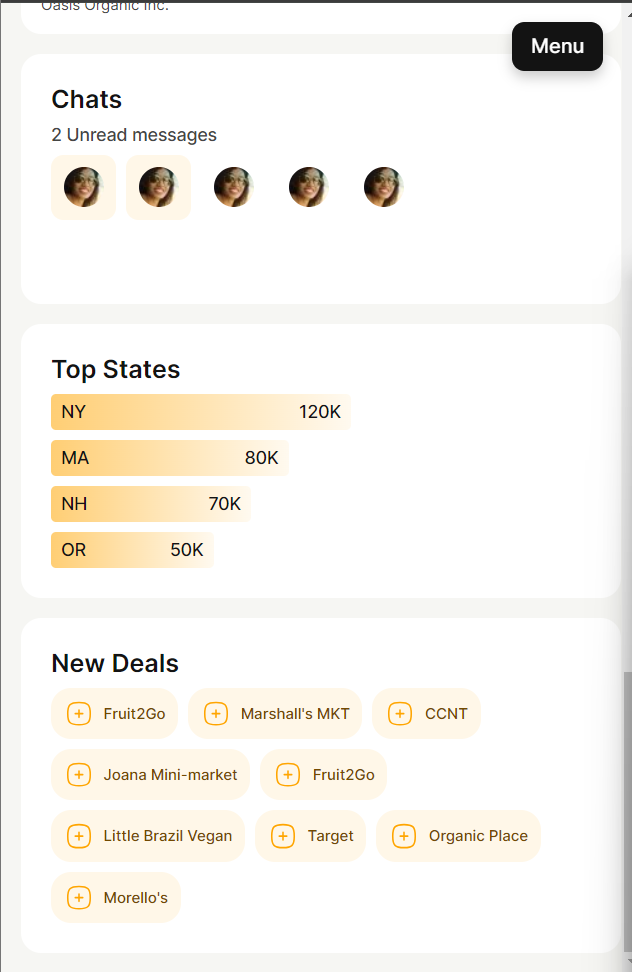 Oasis Organic Inc.
Menu
Chats
2 Unread messages
Top States
NY 120K
MA 80K
NH 70K
OR 50K
New Deals
Fruit2Go Marshall's MKT CCNT
Joana Mini-market Fruit2Go
Little Brazil Vegan Target Organic Place
Morello's